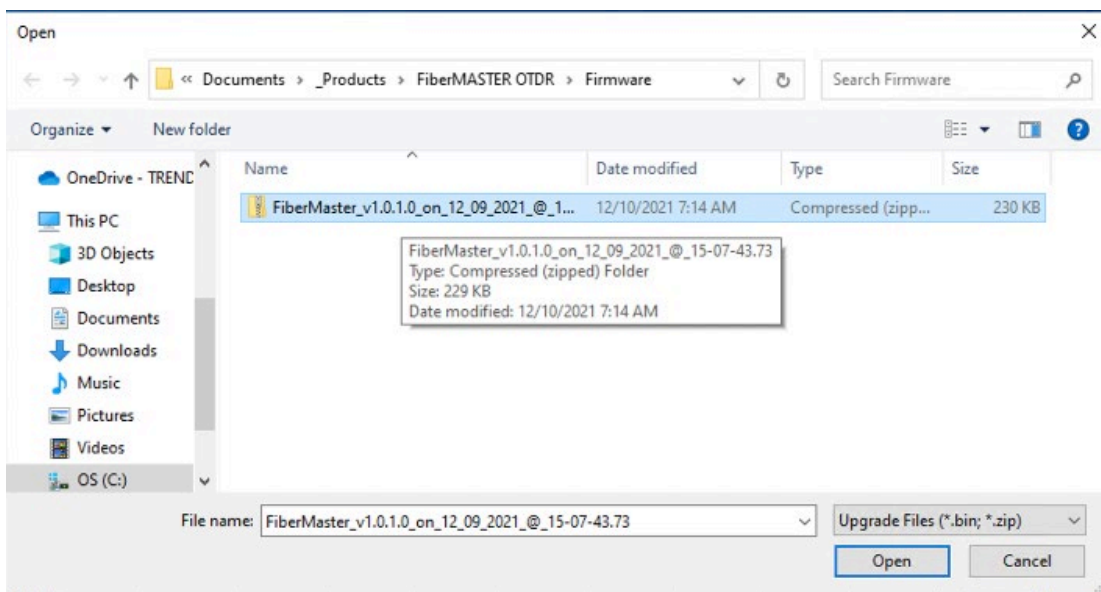 Open
« Documents > _Products > FiberMASTER OTDR > Firmware
Search Firmware
Organize
New folder
Name
Date modified
Type
Size
OneDrive - TREND
FiberMaster_v1.0.1.0_on_12_09_2021_@_1... 12/10/2021 7:14 AM Compressed (zipp... 230 KB
This PC
3D Objects
Desktop
Documents
Downloads
Music
Pictures
Videos
OS (C:)
FiberMaster_v1.0.1.0_on_12_09_2021_@_15-07-43.73
Type: Compressed (zipped) Folder
Size: 229 KB
Date modified: 12/10/2021 7:14 AM
File name: FiberMaster_v1.0.1.0_on_12_09_2021_@_15-07-43.73
Upgrade Files (*.bin; *.zip)
Open
Cancel